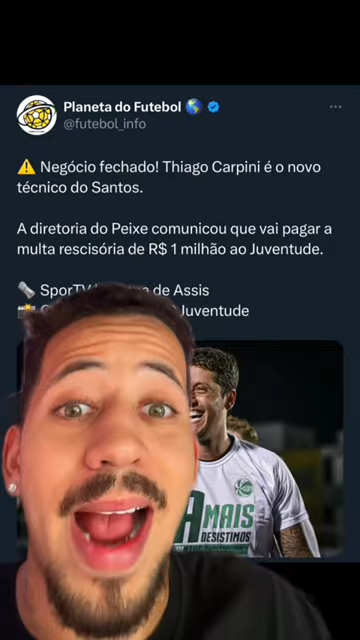 Planeta do Futebol
@futebol_info
⚠️ Negócio fechado! Thiago Carpini é o novo
técnico do Santos.
A diretoria do Peixe comunicou que vai pagar a
multa rescisória de R$ 1 milhão ao Juventude.
SporTV de Assis
Juventude
MAIS
DESISTIMOS